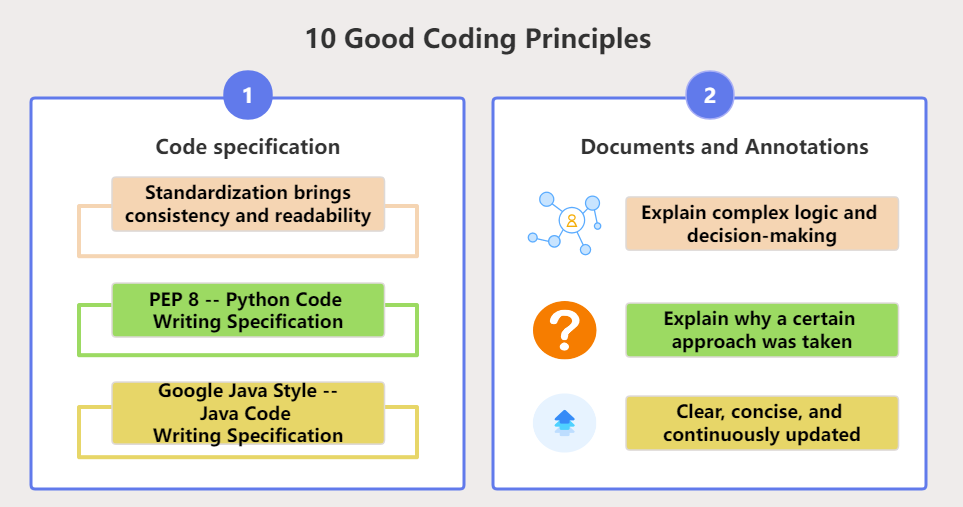 10 Good Coding Principles
1
Code specification
Standardization brings
consistency and readability
PEP 8 -- Python Code
Writing Specification
Google Java Style --
Java Code
Writing Specification
2
Documents and Annotations
Explain complex logic and
decision-making
?
Explain why a certain
approach was taken
Clear, concise, and
continuously updated